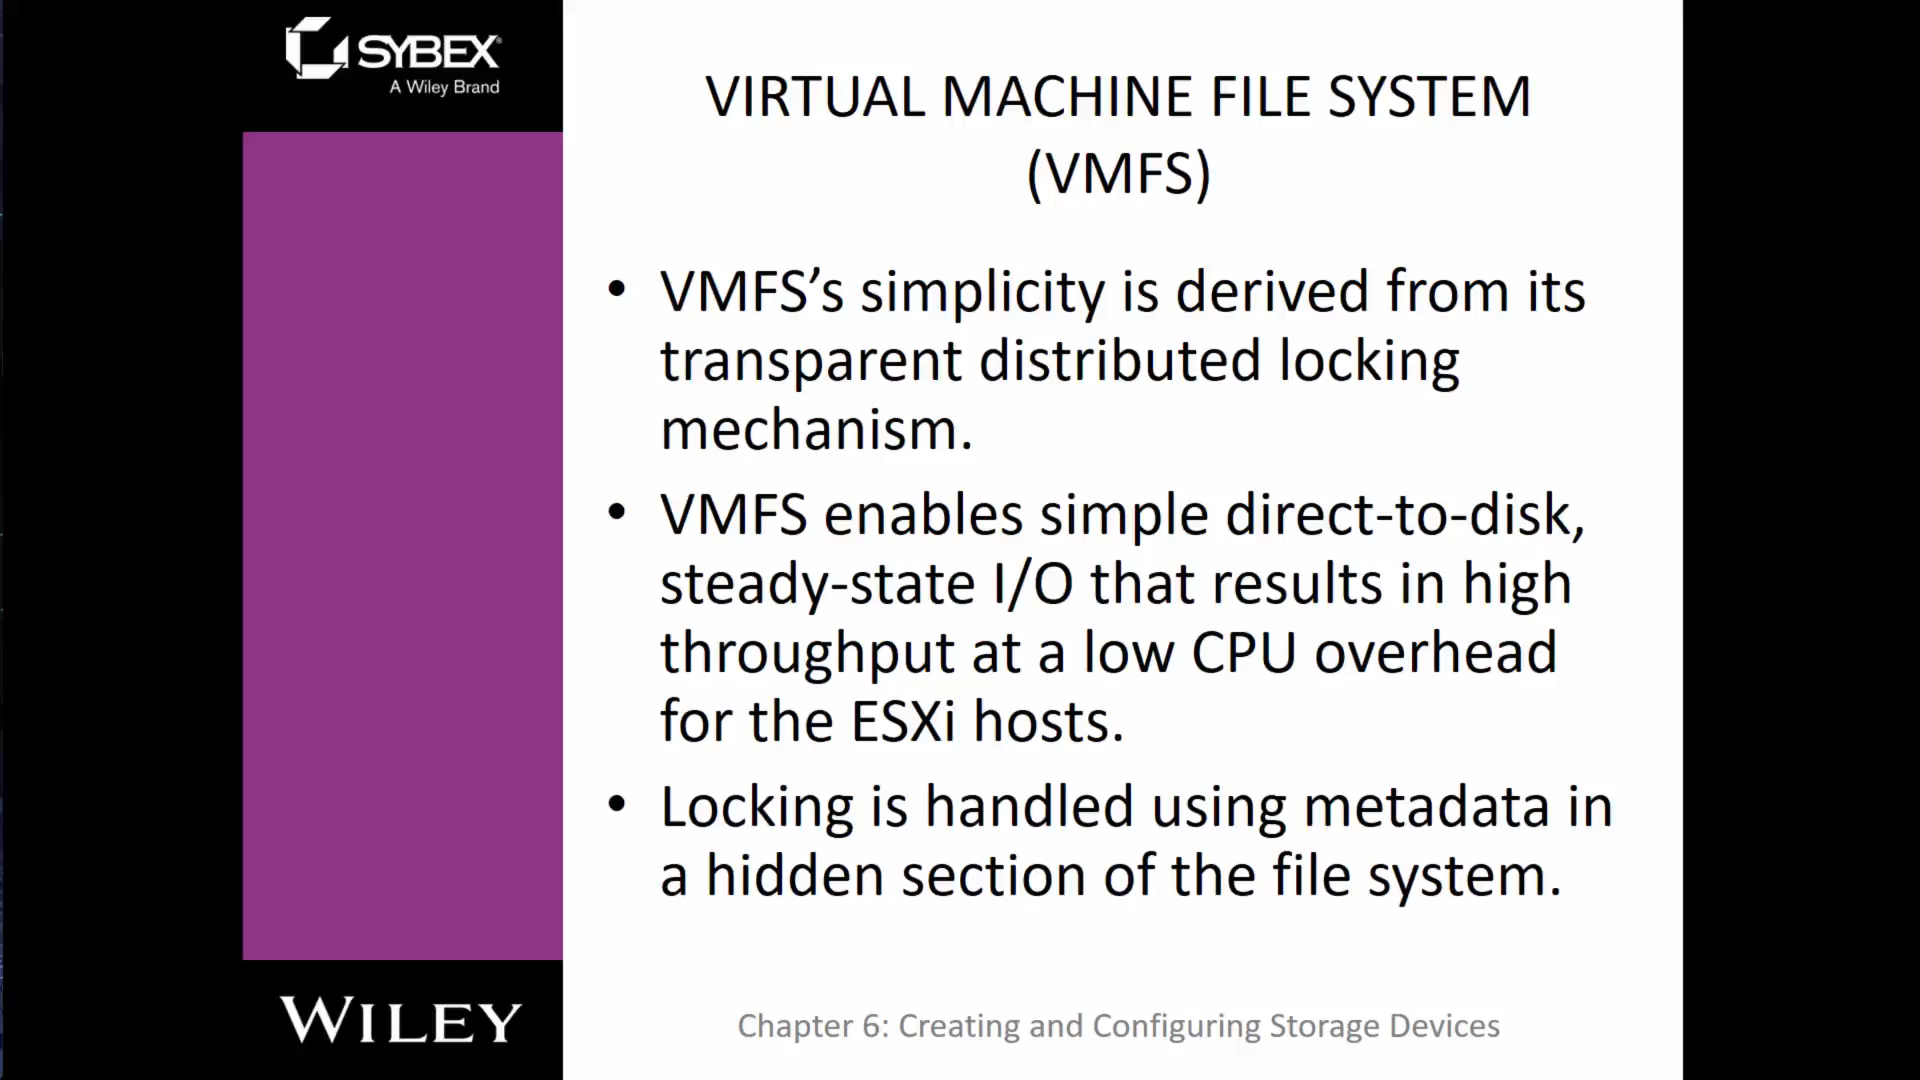 SYBEX®
A Wiley Brand
VIRTUAL MACHINE FILE SYSTEM
(VMFS)
• VMFS’s simplicity is derived from its
transparent distributed locking
mechanism.
• VMFS enables simple direct-to-disk,
steady-state I/O that results in high
throughput at a low CPU overhead
for the ESXi hosts.
• Locking is handled using metadata in
a hidden section of the file system.
WILEY
Chapter 6: Creating and Configuring Storage Devices